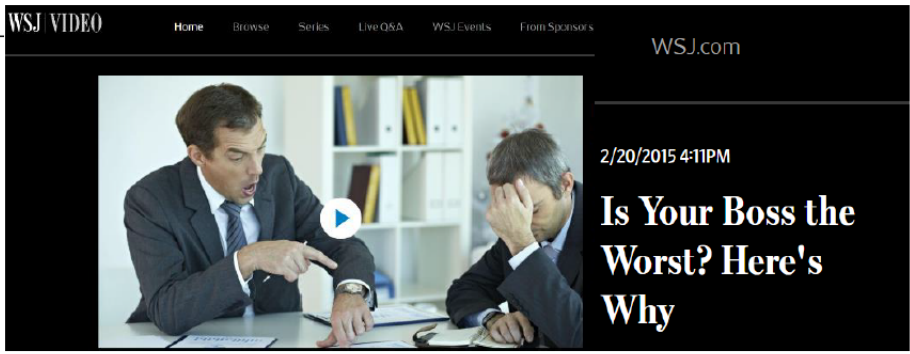 WSJ VIDEO
Home Browse Series Live Q&A WSJ Events From Sponsors
WSJ.com
2/20/2015 4:11PM
Is Your Boss the
Worst? Here's
Why